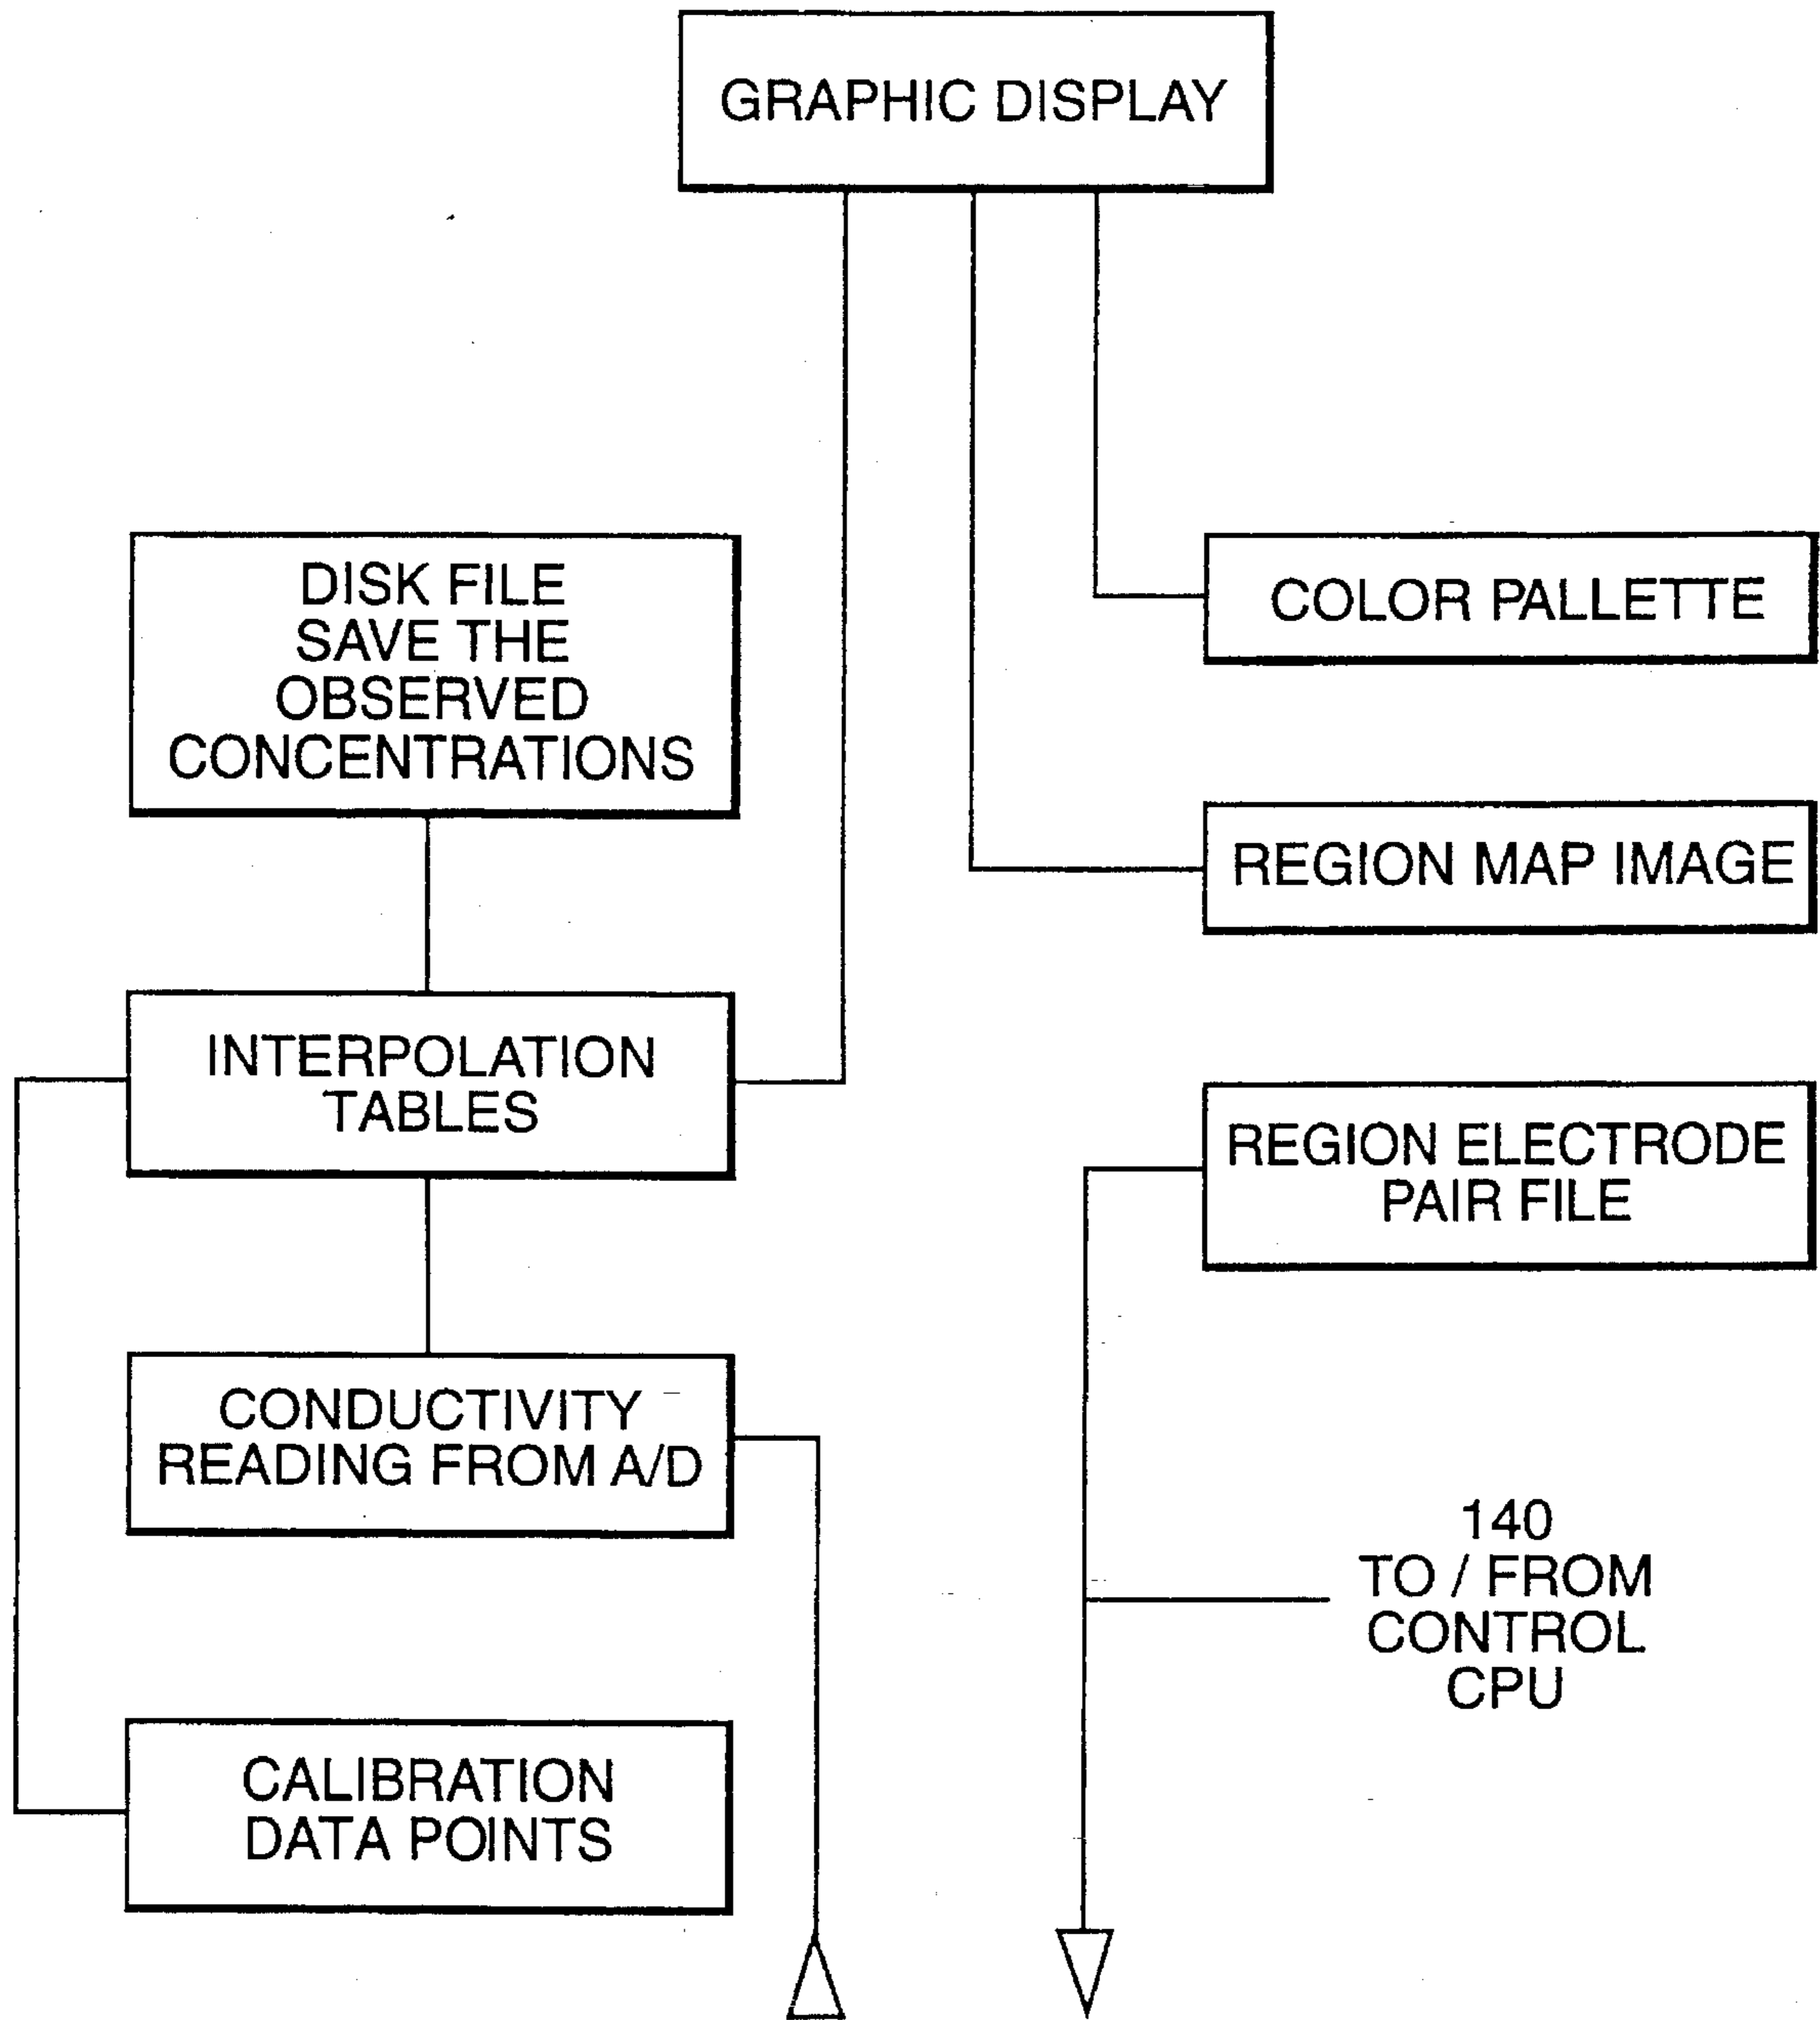 GRAPHIC DISPLAY
DISK FILE
SAVE THE
OBSERVED
CONCENTRATIONS
COLOR PALLETTE
REGION MAP IMAGE
INTERPOLATION
TABLES
REGION ELECTRODE
PAIR FILE
CONDUCTIVITY
READING FROM A/D
140
TO / FROM
CONTROL
CPU
CALIBRATION
DATA POINTS